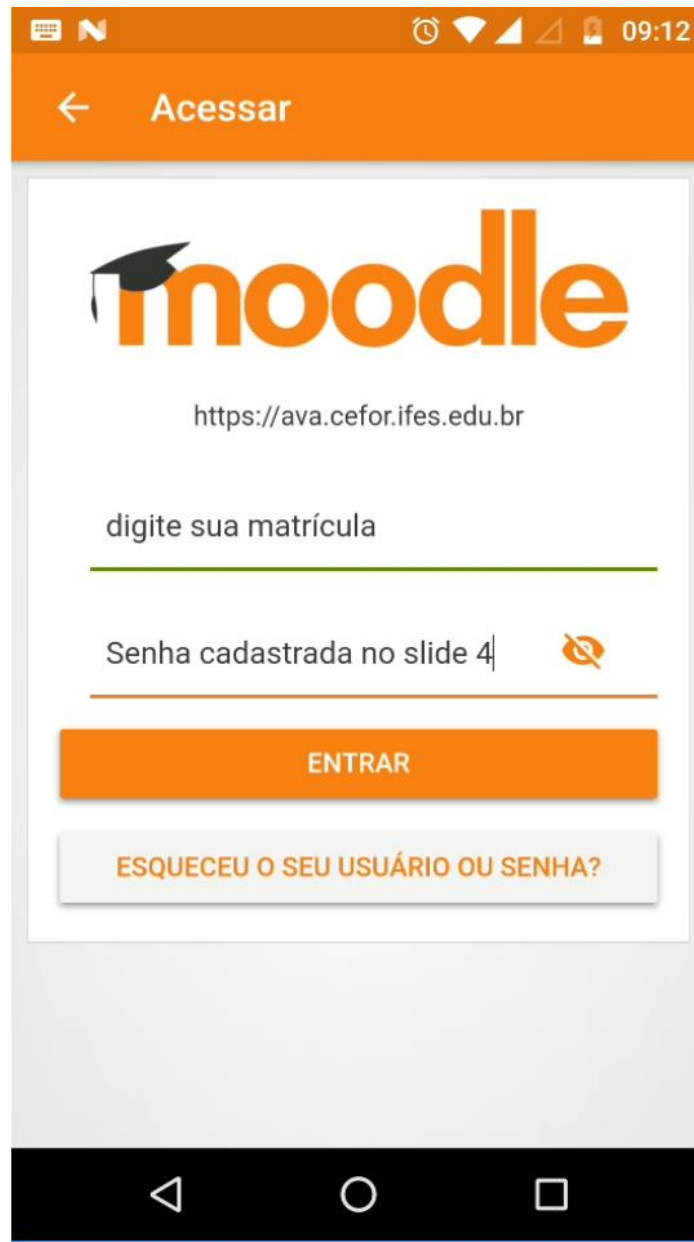 09:12
Acessar
moodle
https://ava.cefor.ifes.edu.br
digite sua matrícula
Senha cadastrada no slide 4
ENTRAR
ESQUECEU O SEU USUÁRIO OU SENHA?